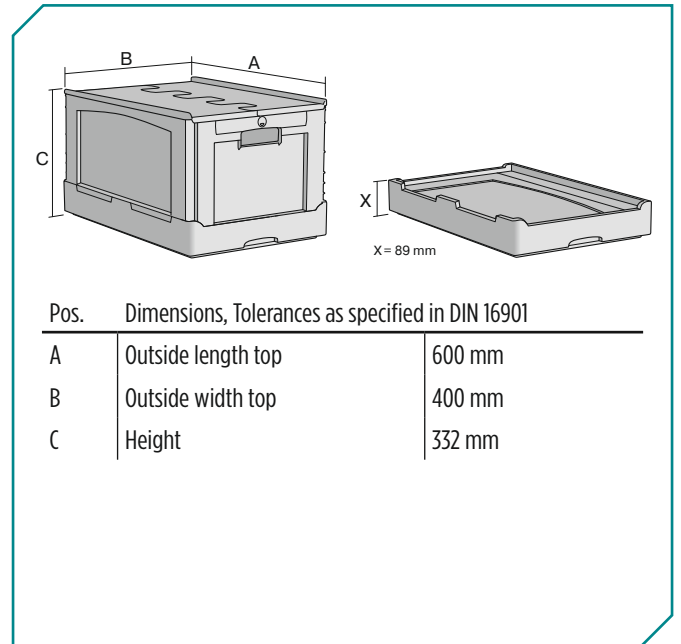 B
A
C
X
X = 89 mm
Pos. Dimensions, Tolerances as specified in DIN 16901
A Outside length top 600 mm
B Outside width top 400 mm
C Height 332 mm